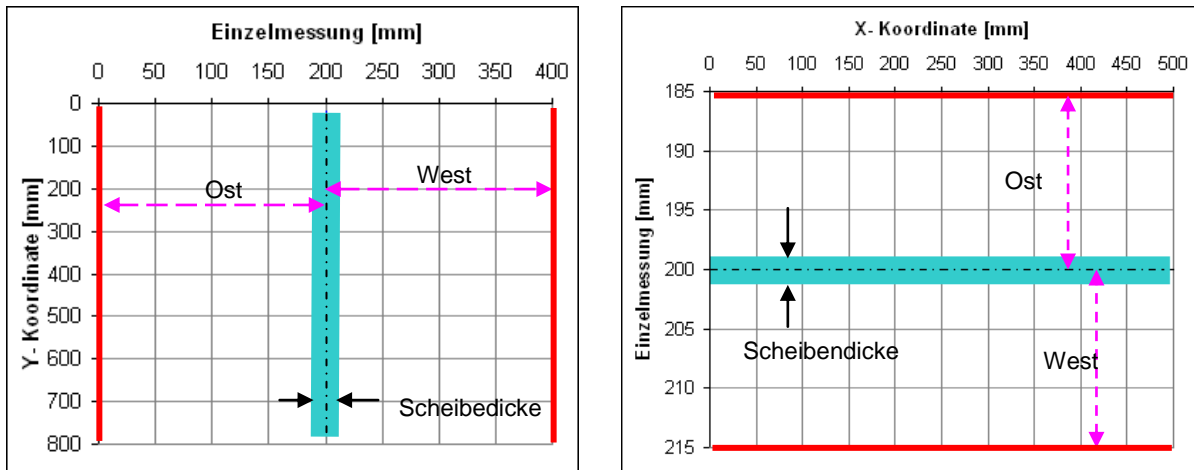 Einzelmessung [mm]
0 50 100 150 200 250 300 350 400
Y- Koordinate [mm]
0
100
200
300
400
500
600
700
800
Ost
West
Scheibedicke
X- Koordinate [mm]
0 50 100 150 200 250 300 350 400 450 500
Einzelmessung [mm]
185
190
195
200
205
210
215
Ost
Scheibendicke
West